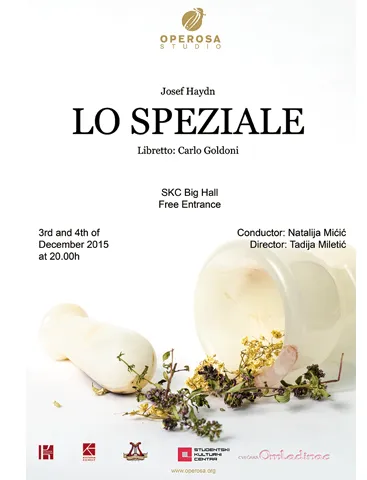 OPEROSA
STUDIO
Josef Haydn
LO SPEZIALE
Libretto: Carlo Goldoni
SKC Big Hall
Free Entrance
3rd and 4th of
December 2015
at 20.00h
Conductor: Natalija Mićić
Director: Tadija Miletić
STUDENTSKI
KULTURNI
CENTAR
Omladinac
www.operosa.org